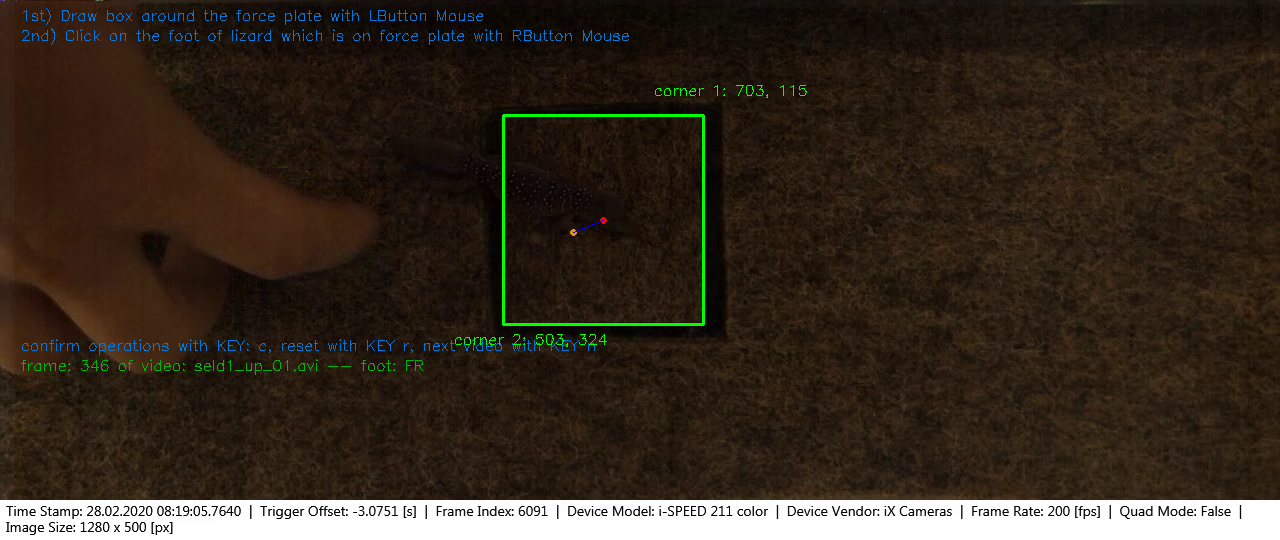 1st) Draw box around the force plate with LButton Mouse
2nd) Click on the foot of lizard which is on force plate with RButton Mouse
corner 1: 703, 115
corner 2: 503, 324
confirm operations with KEY: c, reset with KEY r, next video with KEY n
frame: 346 of video: seld1_up_01.avi -- foot: FR
Time Stamp: 28.02.2020 08:19:05.7640 | Trigger Offset: -3.0751 [s] | Frame Index: 6091 | Device Model: i-SPEED 211 color | Device Vendor: iX Cameras | Frame Rate: 200 [fps] | Quad Mode: False |
Image Size: 1280 x 500 [px]